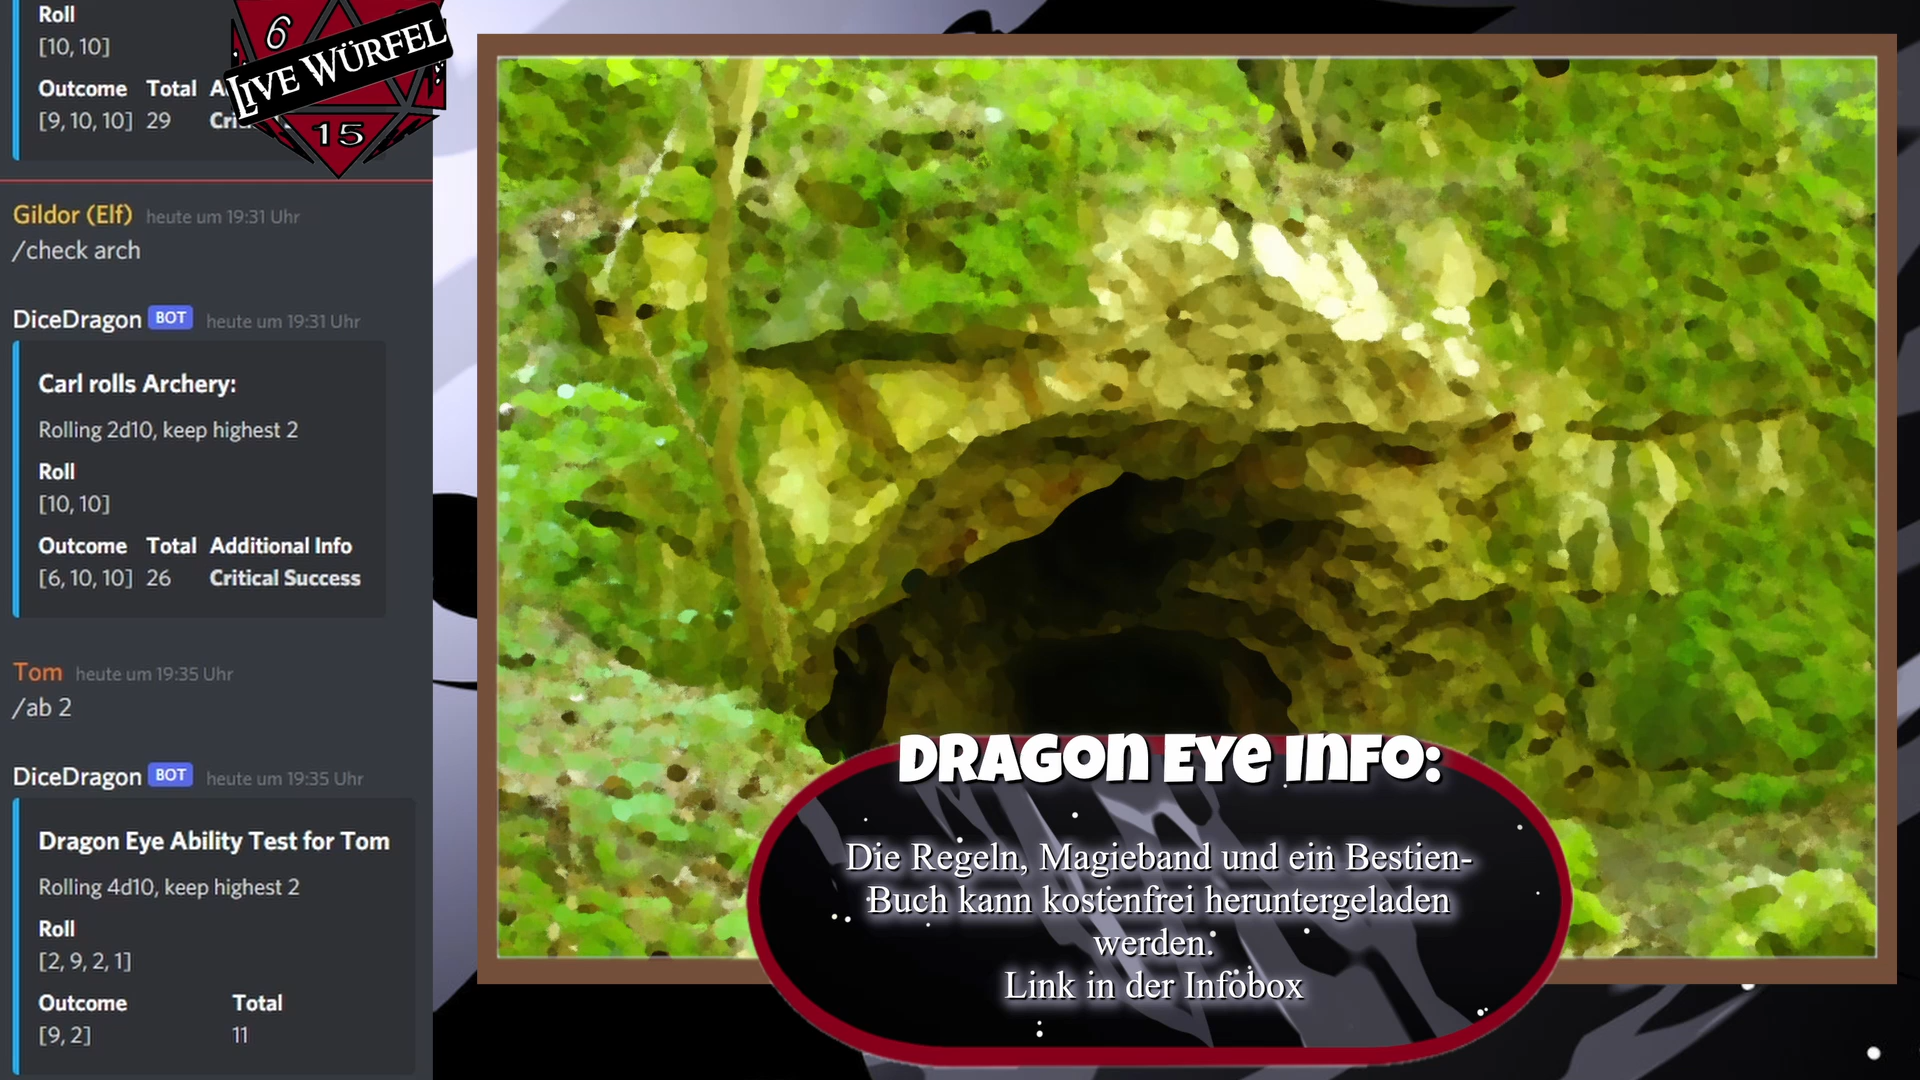 Roll
[10, 10]
Outcome Total A
[9, 10, 10] 29 Cri
6
LIVE WÜRFEL
15
Gildor (Elf) heute um 19:31 Uhr
/check arch
DiceDragon BOT heute um 19:31 Uhr
Carl rolls Archery:
Rolling 2d10, keep highest 2
Roll
[10, 10]
Outcome Total Additional Info
[6, 10, 10] 26 Critical Success
Tom heute um 19:35 Uhr
/ab 2
DiceDragon BOT heute um 19:35 Uhr
Dragon Eye Ability Test for Tom
Rolling 4d10, keep highest 2
Roll
[2, 9, 2, 1]
Outcome Total
[9, 2] 11
DRAGON EYE INFO:
Die Regeln, Magieband und ein Bestien-
Buch kann kostenfrei heruntergeladen
werden.
Link in der Infobox